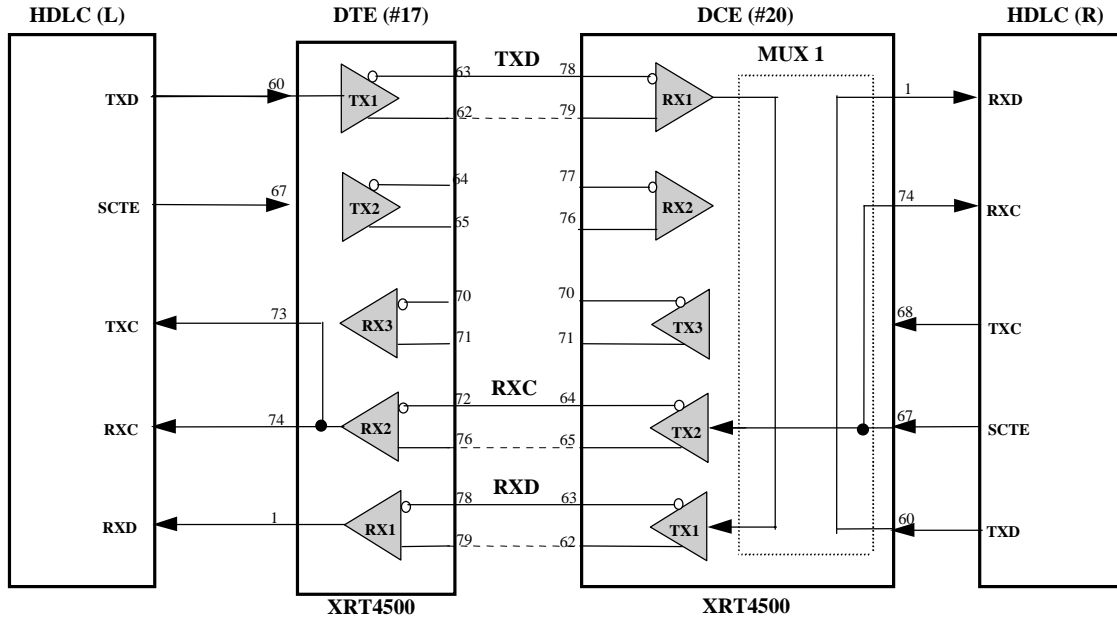 HDLC (L) DTE (#17) DCE (#20) HDLC (R)
TXD MUX 1
60 63 78 1
TXD TX1 RX1 RXD
62 79
67 64 77 74
SCTE TX2 RX2 RXC
65 76
73 70 70 68
TXC RX3 TX3 TXC
71 71
RXC
74 72 64 67
RXC RX2 TX2 SCTE
76 65
RXD
1 78 63 60
RXD RX1 TX1 TXD
79 62
XRT4500 XRT4500